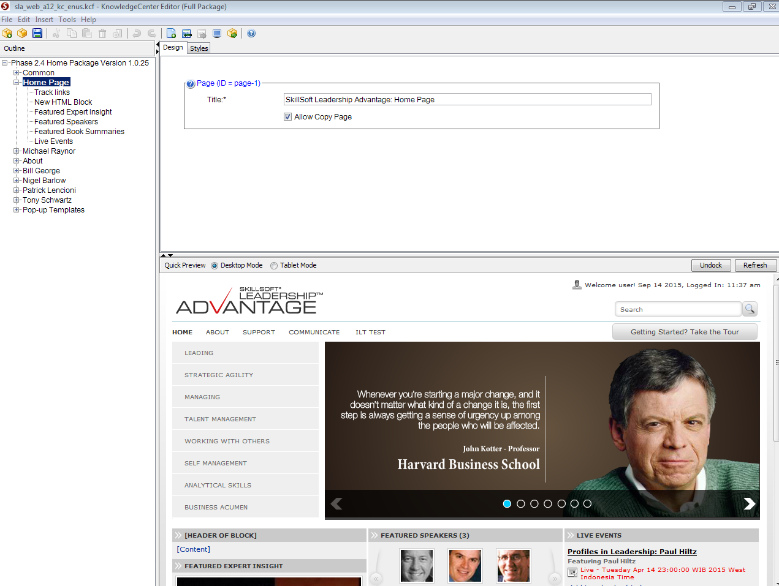 sla_web_a12_kc_enus.kcf - KnowledgeCenter Editor (Full Package)
File Edit Insert Tools Help
Outline
Design Styles
Phase 2.4 Home Package Version 1.0.25
Common
Home Page
Track links
New HTML Block
Featured Expert Insight
Featured Speakers
Featured Book Summaries
Live Events
Michael Raynor
About
Bill George
Nigel Barlow
Patrick Lencioni
Tony Schwartz
Pop-up Templates
Page (ID = page-1)
Title:* SkillSoft Leadership Advantage: Home Page
Allow Copy Page
Quick Preview Desktop Mode Tablet Mode Undock Refresh
Welcome user! Sep 14 2015, Logged In: 11:37 am
SKILLSOFT®
LEADERSHIP
ADVANTAGE™
Search
HOME ABOUT SUPPORT COMMUNICATE ILT TEST
Getting Started? Take the Tour
LEADING
STRATEGIC AGILITY
MANAGING
TALENT MANAGEMENT
WORKING WITH OTHERS
SELF MANAGEMENT
ANALYTICAL SKILLS
BUSINESS ACUMEN
Whenever you're starting a major change, and it
doesn't matter what kind of a change it is, the first
step is always getting a sense of urgency up among
the people who will be affected.
John Kotter - Professor
Harvard Business School
[HEADER OF BLOCK]
[Content]
FEATURED EXPERT INSIGHT
FEATURED SPEAKERS (3)
LIVE EVENTS
Profiles in Leadership: Paul Hiltz
Featuring Paul Hiltz
Live - Tuesday Apr 14 23:00:00 WIB 2015 West
Indonesia Time